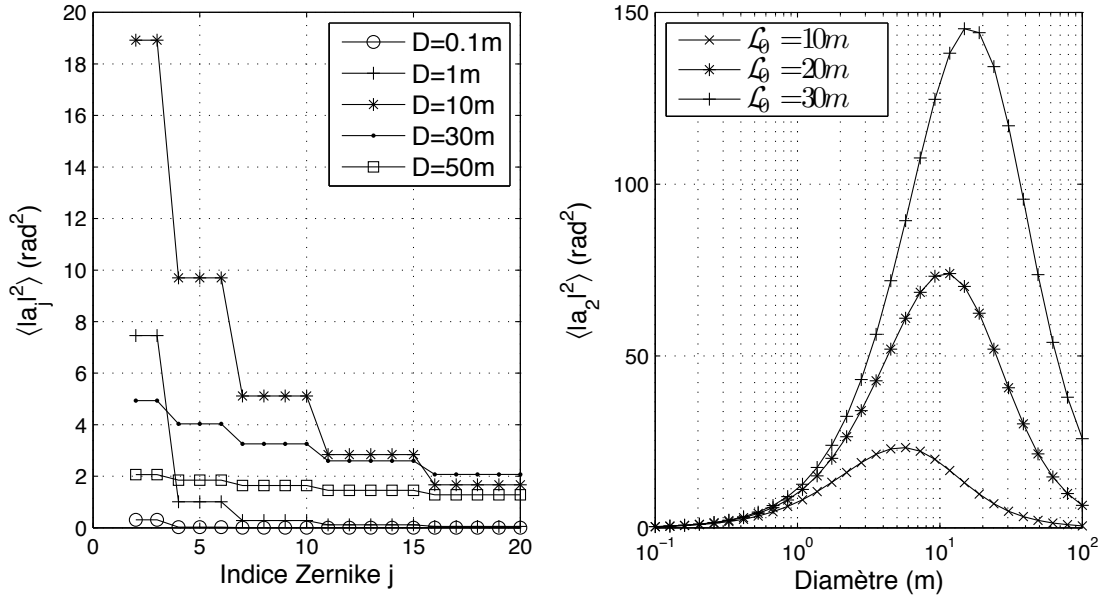 20
18
16
14
12
10
8
6
4
2
0
0
5
10
15
20
⟨|a_j|²⟩ (rad²)
Indice Zernike j
D=0.1m
D=1m
D=10m
D=30m
D=50m
150
100
50
0
10⁻¹
10⁰
10¹
10²
⟨|a_2|²⟩ (rad²)
Diamètre (m)
ℒ₀ =10m
ℒ₀ =20m
ℒ₀ =30m